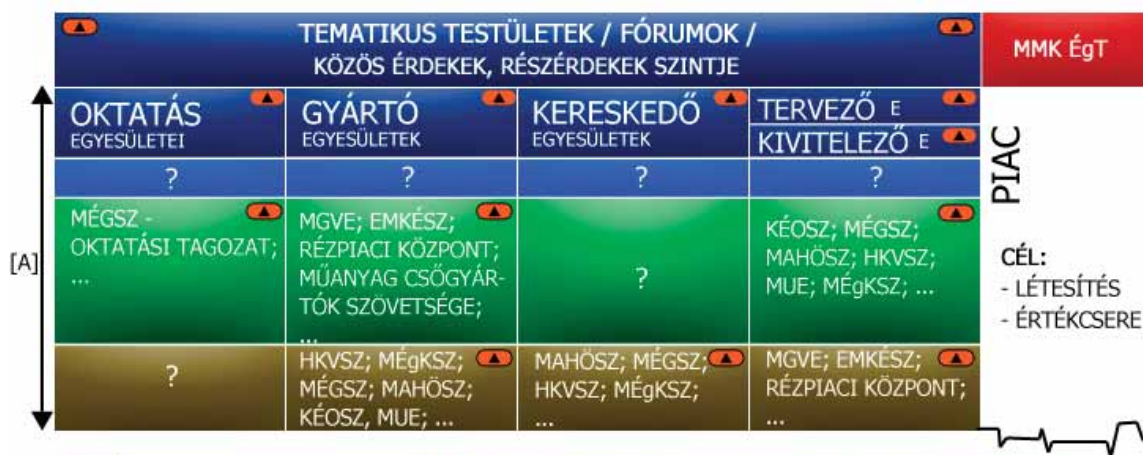 TEMATIKUS TESTÜLETEK / FÓRUMOK /
KÖZÖS ÉRDEKEK, RÉSZÉRDEKEK SZINTJE
MMK ÉgT
OKTATÁS
EGYESÜLETEI
GYÁRTÓ
EGYESÜLETEK
KERESKEDŐ
EGYESÜLETEK
TERVEZŐ E
KIVITELEZŐ E
?
?
?
?
MÉGSZ -
OKTATÁSI TAGOZAT;
...
MGVE; EMKÉSZ;
RÉZPIACI KÖZPONT;
MŰANYAG CSŐGYÁR-
TÓK SZÖVETSÉGE;
...
?
KÉOSZ; MÉGSZ;
MAHÖSZ; HKVSZ;
MUE; MÉgKSZ; ...
?
HKVSZ; MÉgKSZ;
MÉGSZ; MAHÖSZ;
KÉOSZ, MUE; ...
MAHÖSZ; MÉGSZ;
HKVSZ; MÉgKSZ;
...
MGVE; EMKÉSZ;
RÉZPIACI KÖZPONT;
...
[A]
PIAC
CÉL:
- LÉTESÍTÉS
- ÉRTÉKCSERE